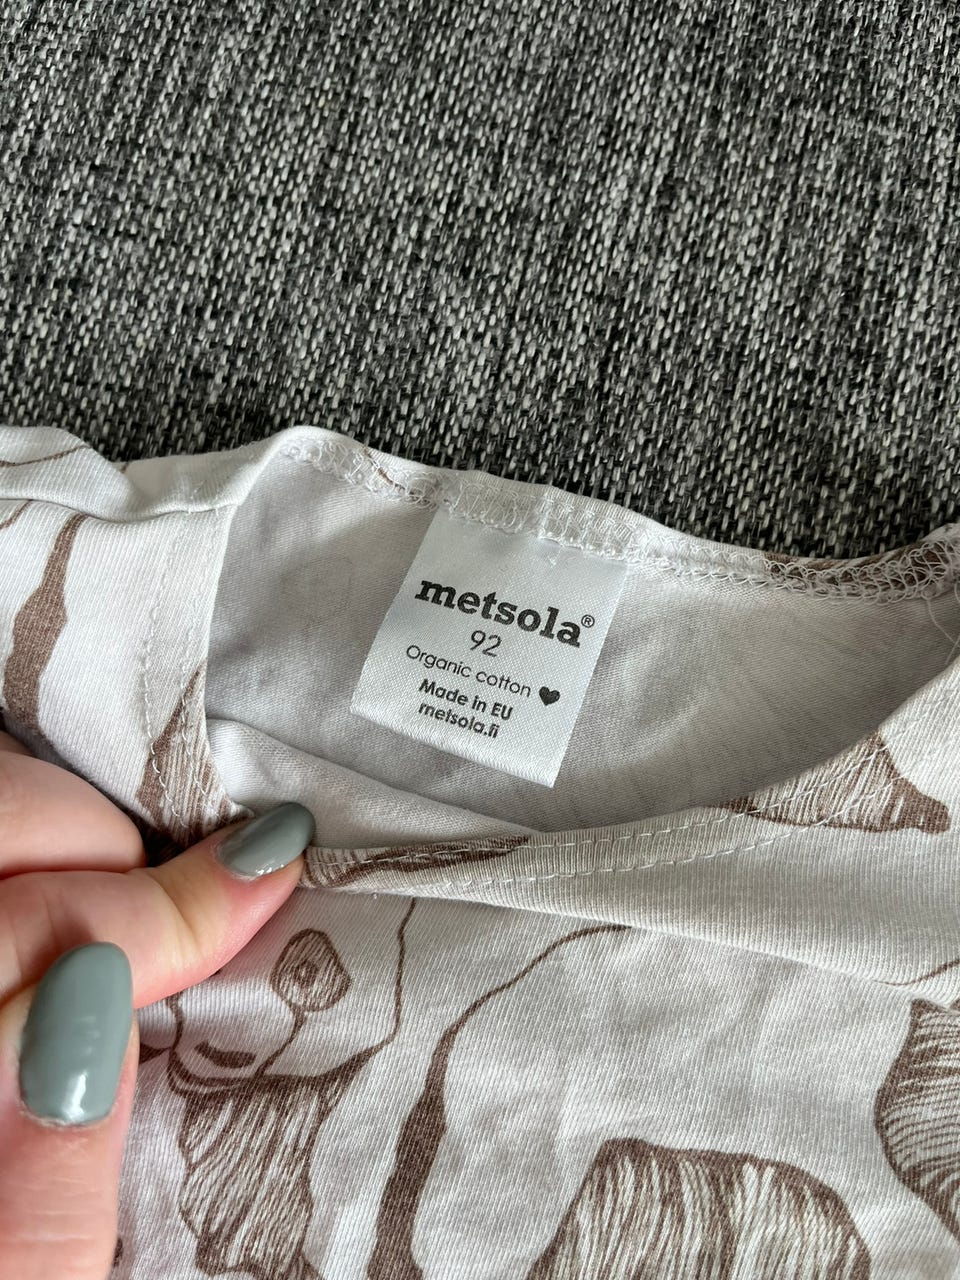 metsola®
92
Organic cotton ♥
Made in EU
metsola.fi